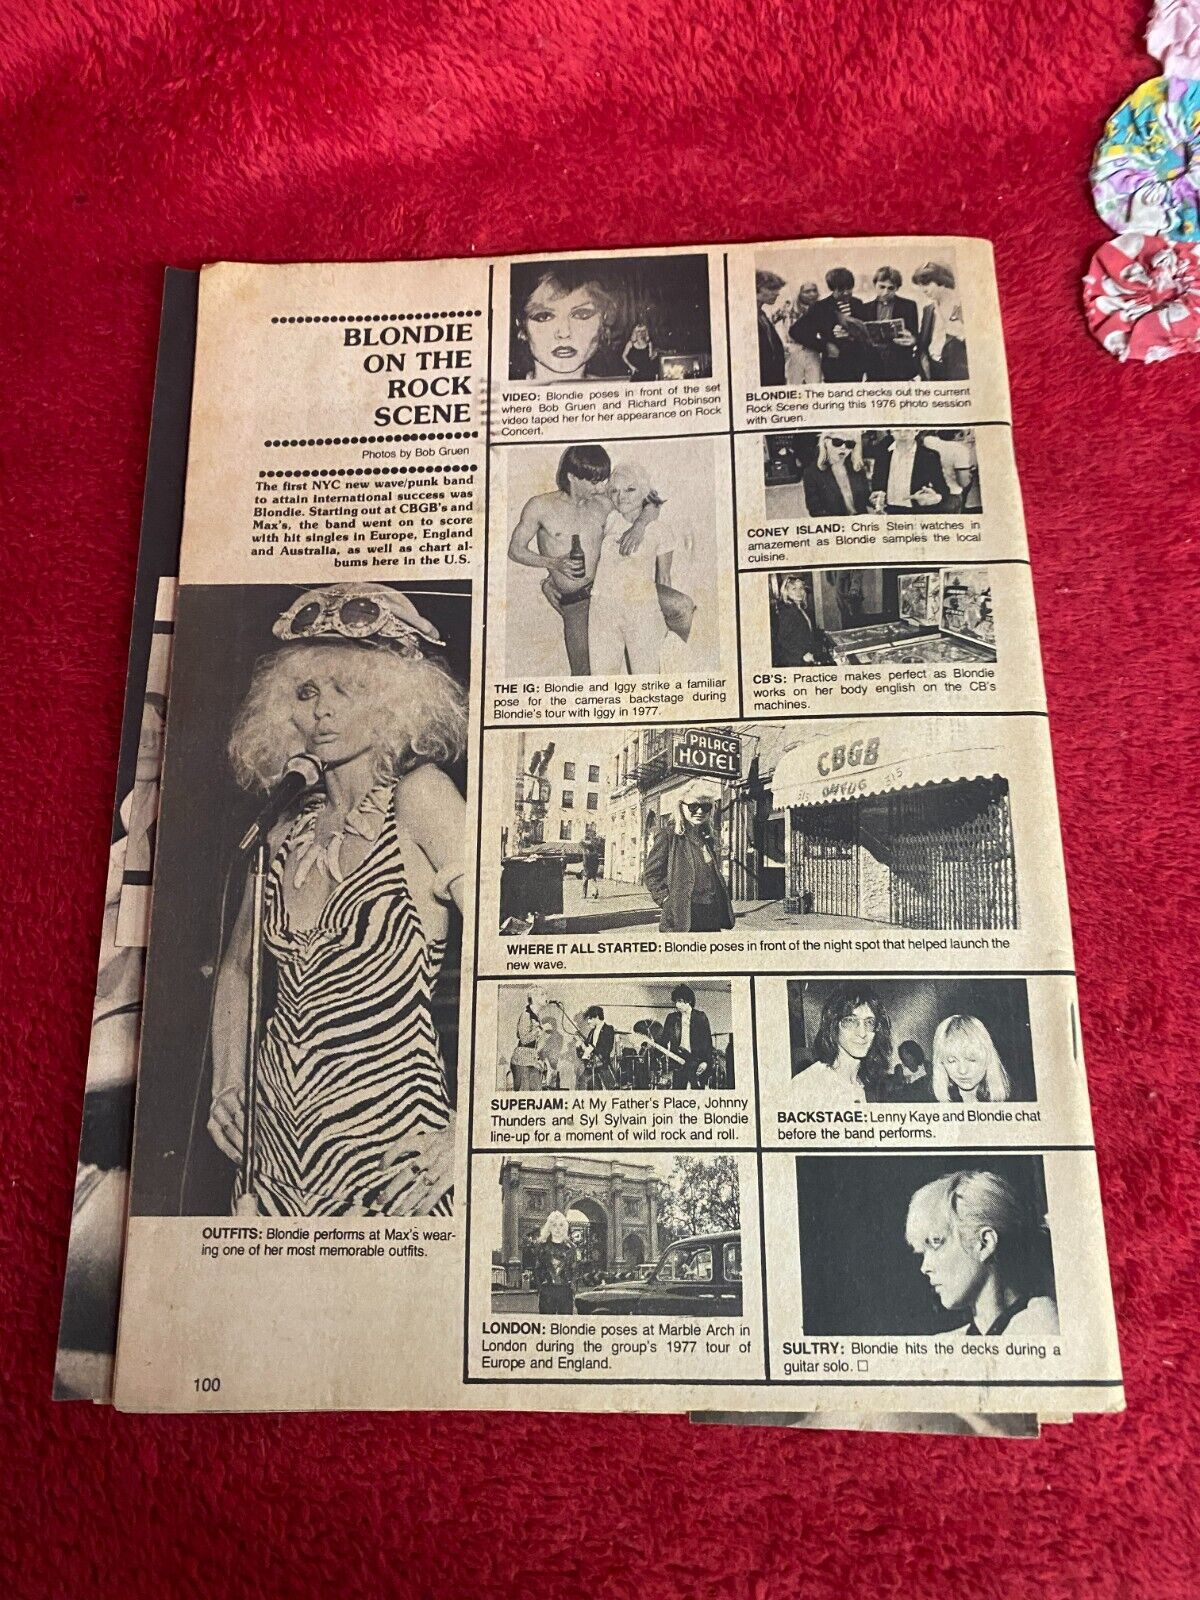 BLONDIE
ON THE
ROCK
SCENE
Photos by Bob Gruen
The first NYC new wave/punk band
to attain international success was
Blondie. Starting out at CBGB's and
Max's, the band went on to score
with hit singles in Europe, England
and Australia, as well as chart al-
bums here in the U.S.
OUTFITS: Blondie performs at Max's wear-
ing one of her most memorable outfits.
100
VIDEO: Blondie poses in front of the set
where Bob Gruen and Richard Robinson
video taped her for her appearance on Rock
Concert.
BLONDIE: The band checks out the current
Rock Scene during this 1976 photo session
with Gruen.
CONEY ISLAND: Chris Stein watches in
amazement as Blondie samples the local
cuisine.
THE IG: Blondie and Iggy strike a familiar
pose for the cameras backstage during
Blondie's tour with Iggy in 1977.
CB'S: Practice makes perfect as Blondie
works on her body english on the CB's
machines.
PALACE
HOTEL
CBGB
315 OMFUG 315
WHERE IT ALL STARTED: Blondie poses in front of the night spot that helped launch the
new wave.
SUPERJAM: At My Father's Place, Johnny
Thunders and Syl Sylvain join the Blondie
line-up for a moment of wild rock and roll.
BACKSTAGE: Lenny Kaye and Blondie chat
before the band performs.
LONDON: Blondie poses at Marble Arch in
London during the group's 1977 tour of
Europe and England.
SULTRY: Blondie hits the decks during a
guitar solo. □